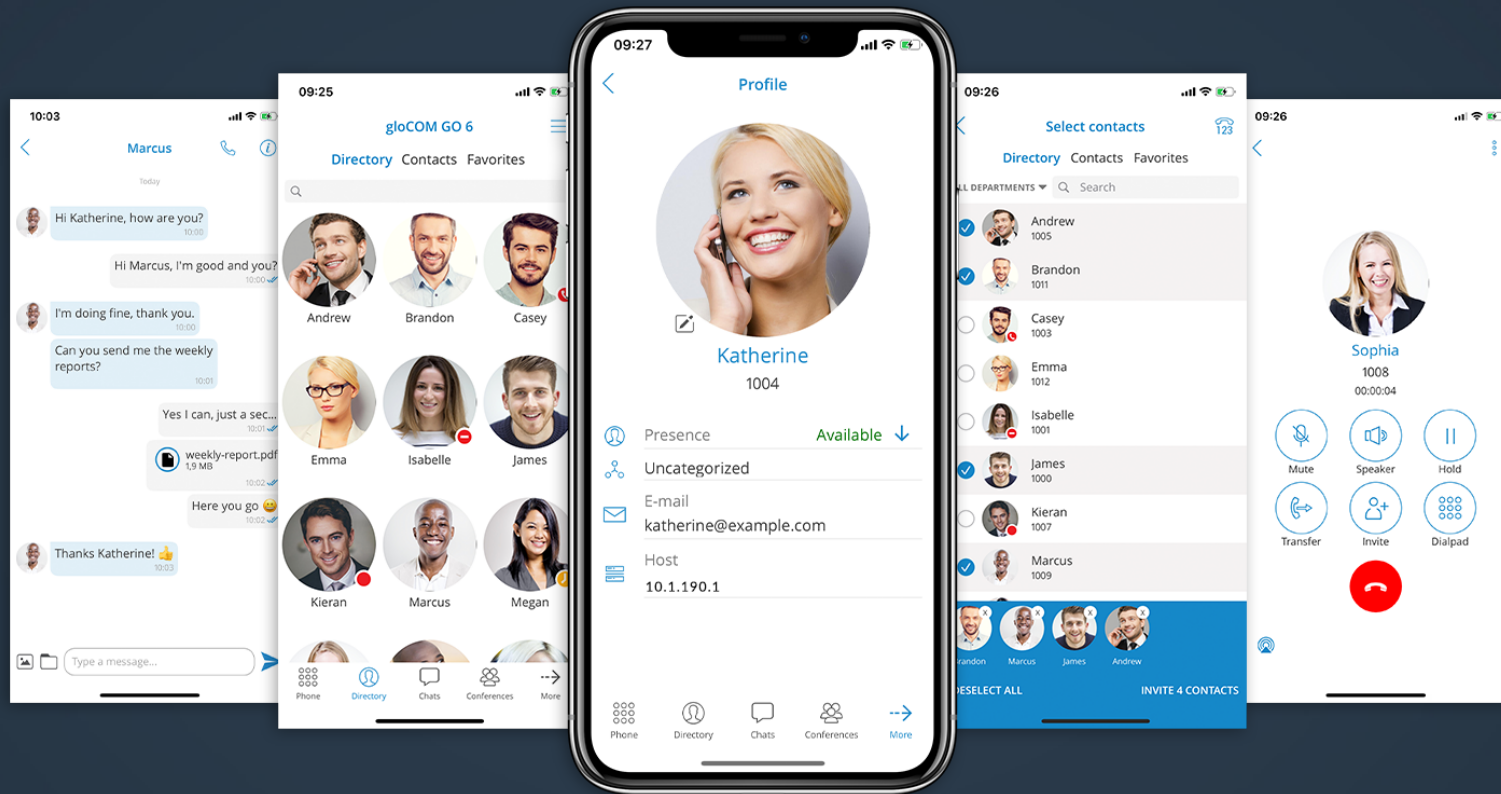 10:03
Marcus
Today
Hi Katherine, how are you?
10:00
Hi Marcus, I'm good and you?
10:00
I'm doing fine, thank you.
10:00
Can you send me the weekly
reports?
10:01
Yes I can, just a sec...
10:01
weekly-report.pdf
1,9 MB
10:02
Here you go 😀
10:02
Thanks Katherine! 👍
10:03
Type a message...
09:25
gloCOM GO 6
Directory Contacts Favorites
Andrew Brandon Casey
Emma Isabelle James
Kieran Marcus Megan
Phone Directory Chats Conferences More
09:27
Profile
Katherine
1004
Presence Available
Uncategorized
E-mail
katherine@example.com
Host
10.1.190.1
Phone Directory Chats Conferences More
09:26
Select contacts
123
Directory Contacts Favorites
LL DEPARTMENTS Search
Andrew
1005
Brandon
1011
Casey
1003
Emma
1012
Isabelle
1001
James
1000
Kieran
1007
Marcus
1009
X X X X
randon Marcus James Andrew
DESELECT ALL INVITE 4 CONTACTS
09:26
Sophia
1008
00:00:04
Mute Speaker Hold
Transfer Invite Dialpad